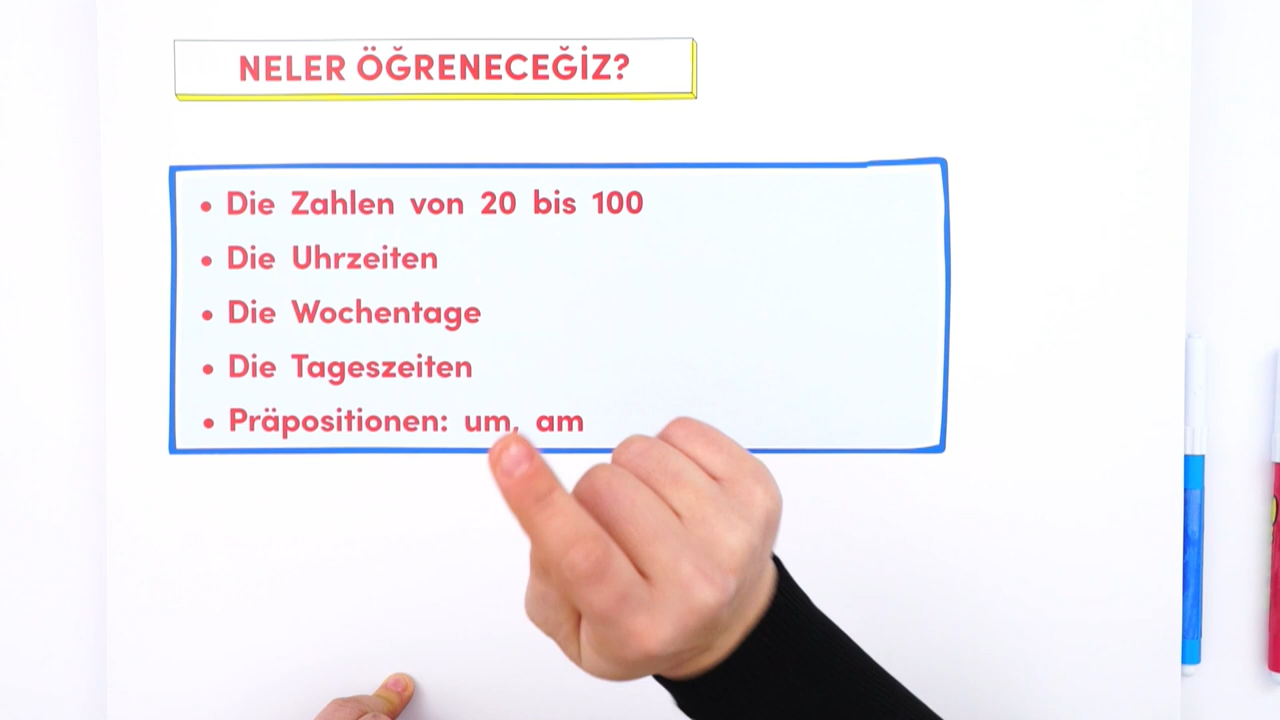 NELER ÖĞRENECEĞİZ?
• Die Zahlen von 20 bis 100
• Die Uhrzeiten
• Die Wochentage
• Die Tageszeiten
• Präpositionen: um, am